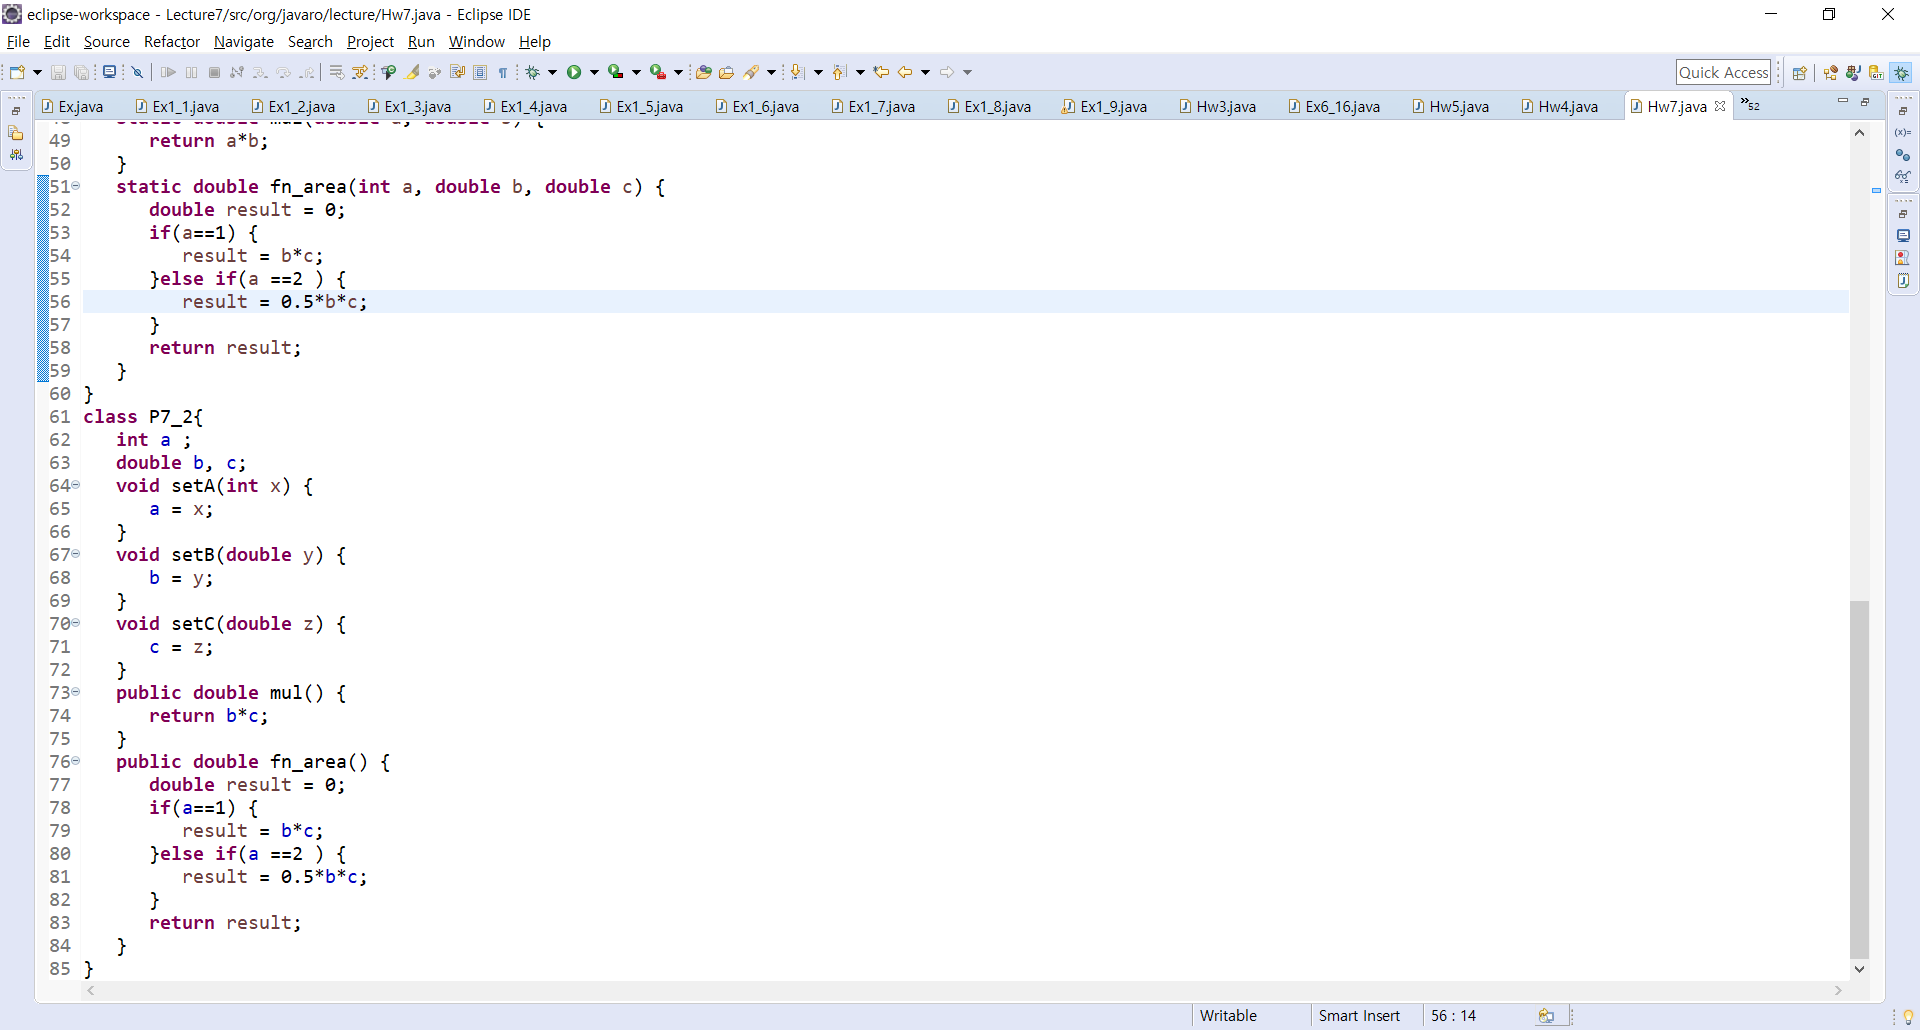 eclipse-workspace - Lecture7/src/org/javaro/lecture/Hw7.java - Eclipse IDE
File Edit Source Refactor Navigate Search Project Run Window Help
Quick Access
Ex.java Ex1_1.java Ex1_2.java Ex1_3.java Ex1_4.java Ex1_5.java Ex1_6.java Ex1_7.java Ex1_8.java Ex1_9.java Hw3.java Ex6_16.java Hw5.java Hw4.java Hw7.java »52
49 return a*b;
50 }
51 static double fn_area(int a, double b, double c) {
52 double result = 0;
53 if(a==1) {
54 result = b*c;
55 }else if(a ==2 ) {
56 result = 0.5*b*c;
57 }
58 return result;
59 }
60 }
61 class P7_2{
62 int a ;
63 double b, c;
64 void setA(int x) {
65 a = x;
66 }
67 void setB(double y) {
68 b = y;
69 }
70 void setC(double z) {
71 c = z;
72 }
73 public double mul() {
74 return b*c;
75 }
76 public double fn_area() {
77 double result = 0;
78 if(a==1) {
79 result = b*c;
80 }else if(a ==2 ) {
81 result = 0.5*b*c;
82 }
83 return result;
84 }
85 }
Writable Smart Insert 56 : 14